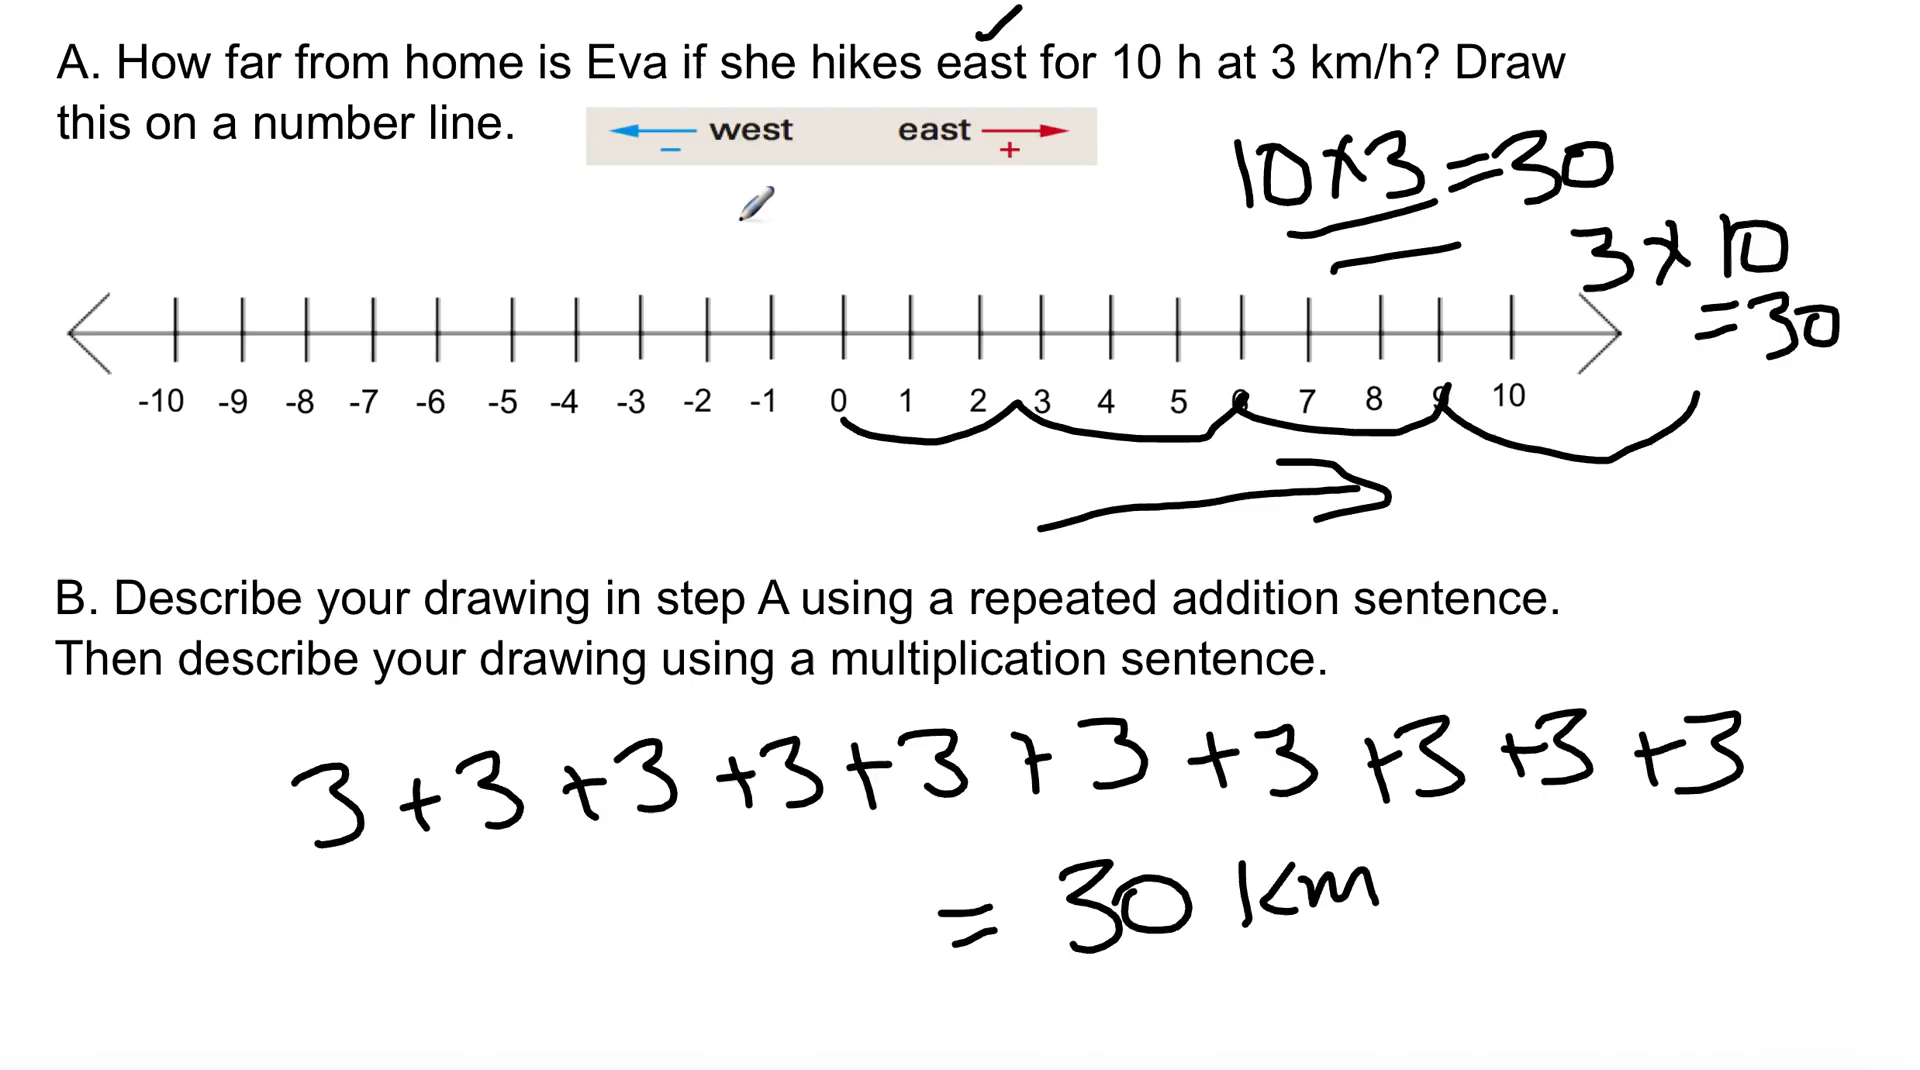 A. How far from home is Eva if she hikes east for 10 h at 3 km/h? Draw
this on a number line.
← west east →
− +
10 × 3 = 30
3 × 10
= 30
-10 -9 -8 -7 -6 -5 -4 -3 -2 -1 0 1 2 3 4 5 6 7 8 9 10
B. Describe your drawing in step A using a repeated addition sentence.
Then describe your drawing using a multiplication sentence.
3 + 3 + 3 + 3 + 3 + 3 + 3 + 3 + 3 + 3
= 30 km